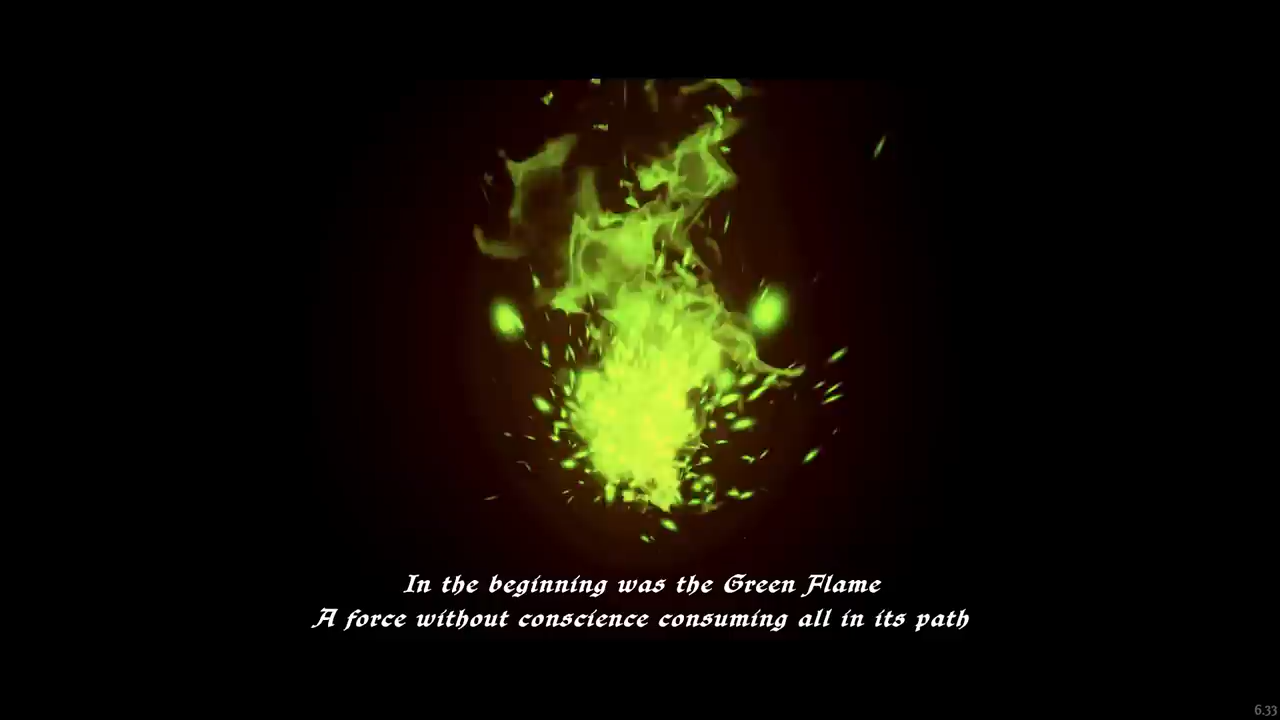 In the beginning was the Green Flame
A force without conscience consuming all in its path
6.33